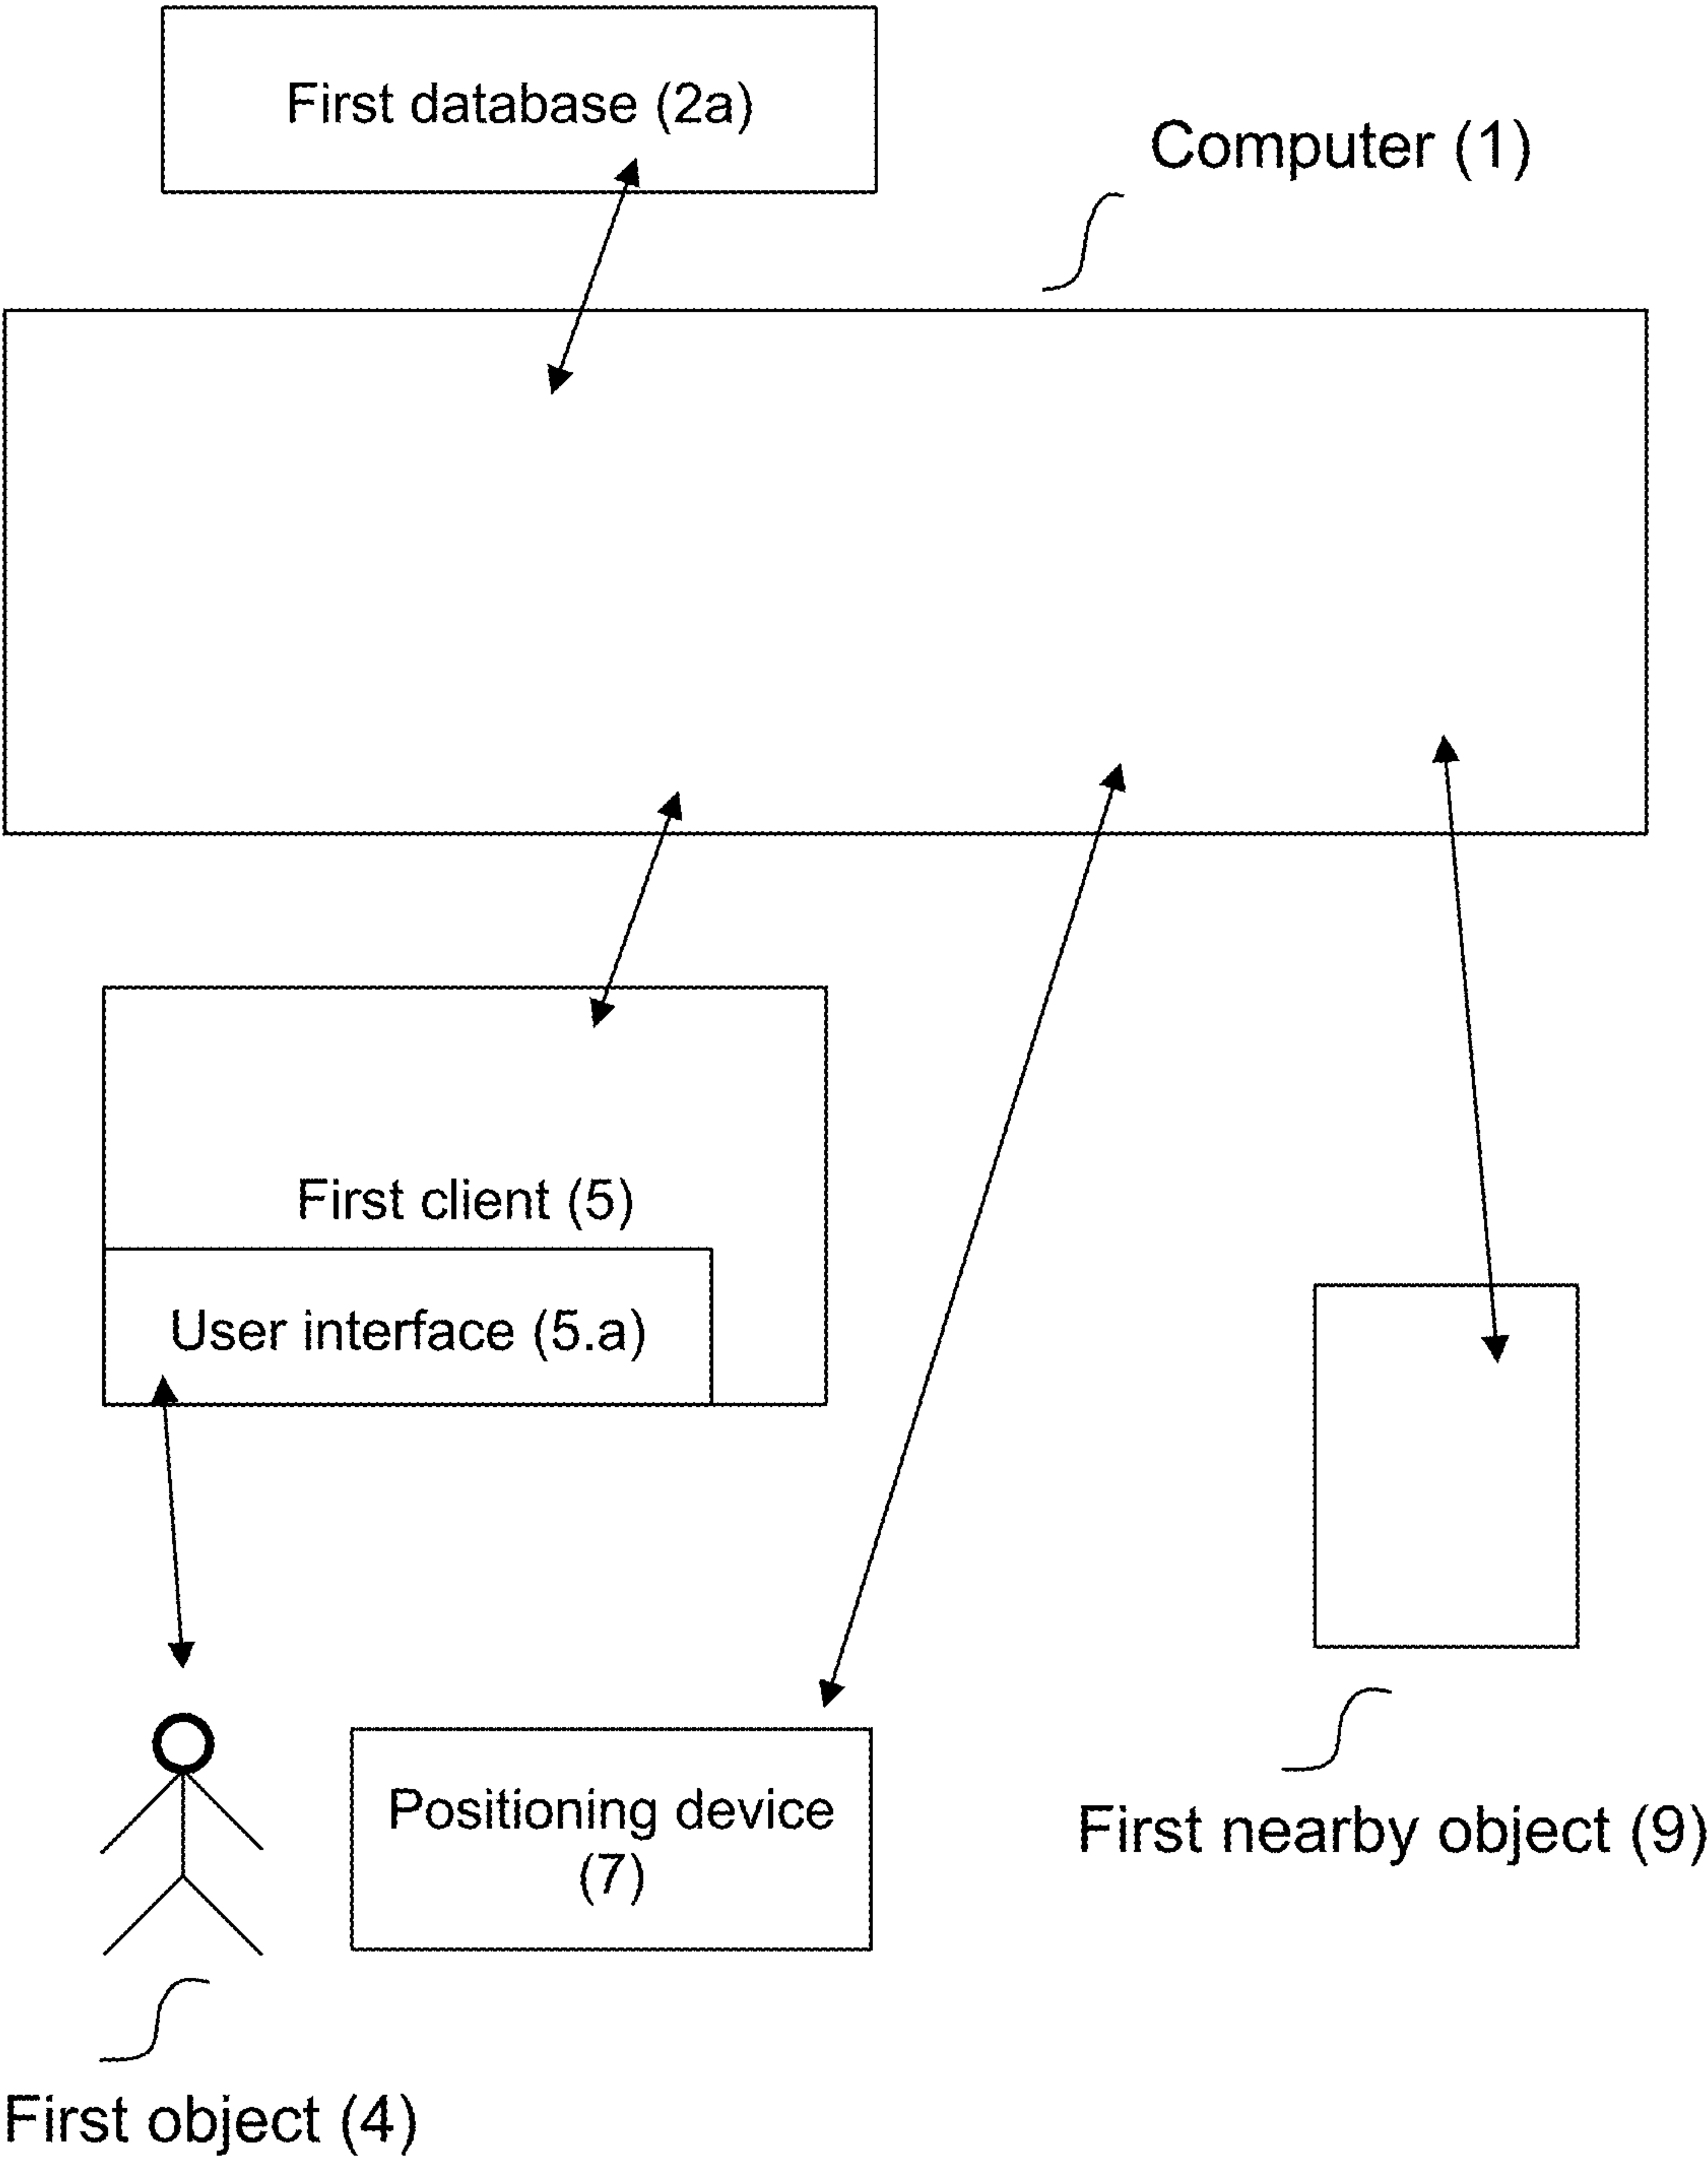 First database (2a)
Computer (1)
First client (5)
User interface (5.a)
Positioning device
(7)
First nearby object (9)
First object (4)